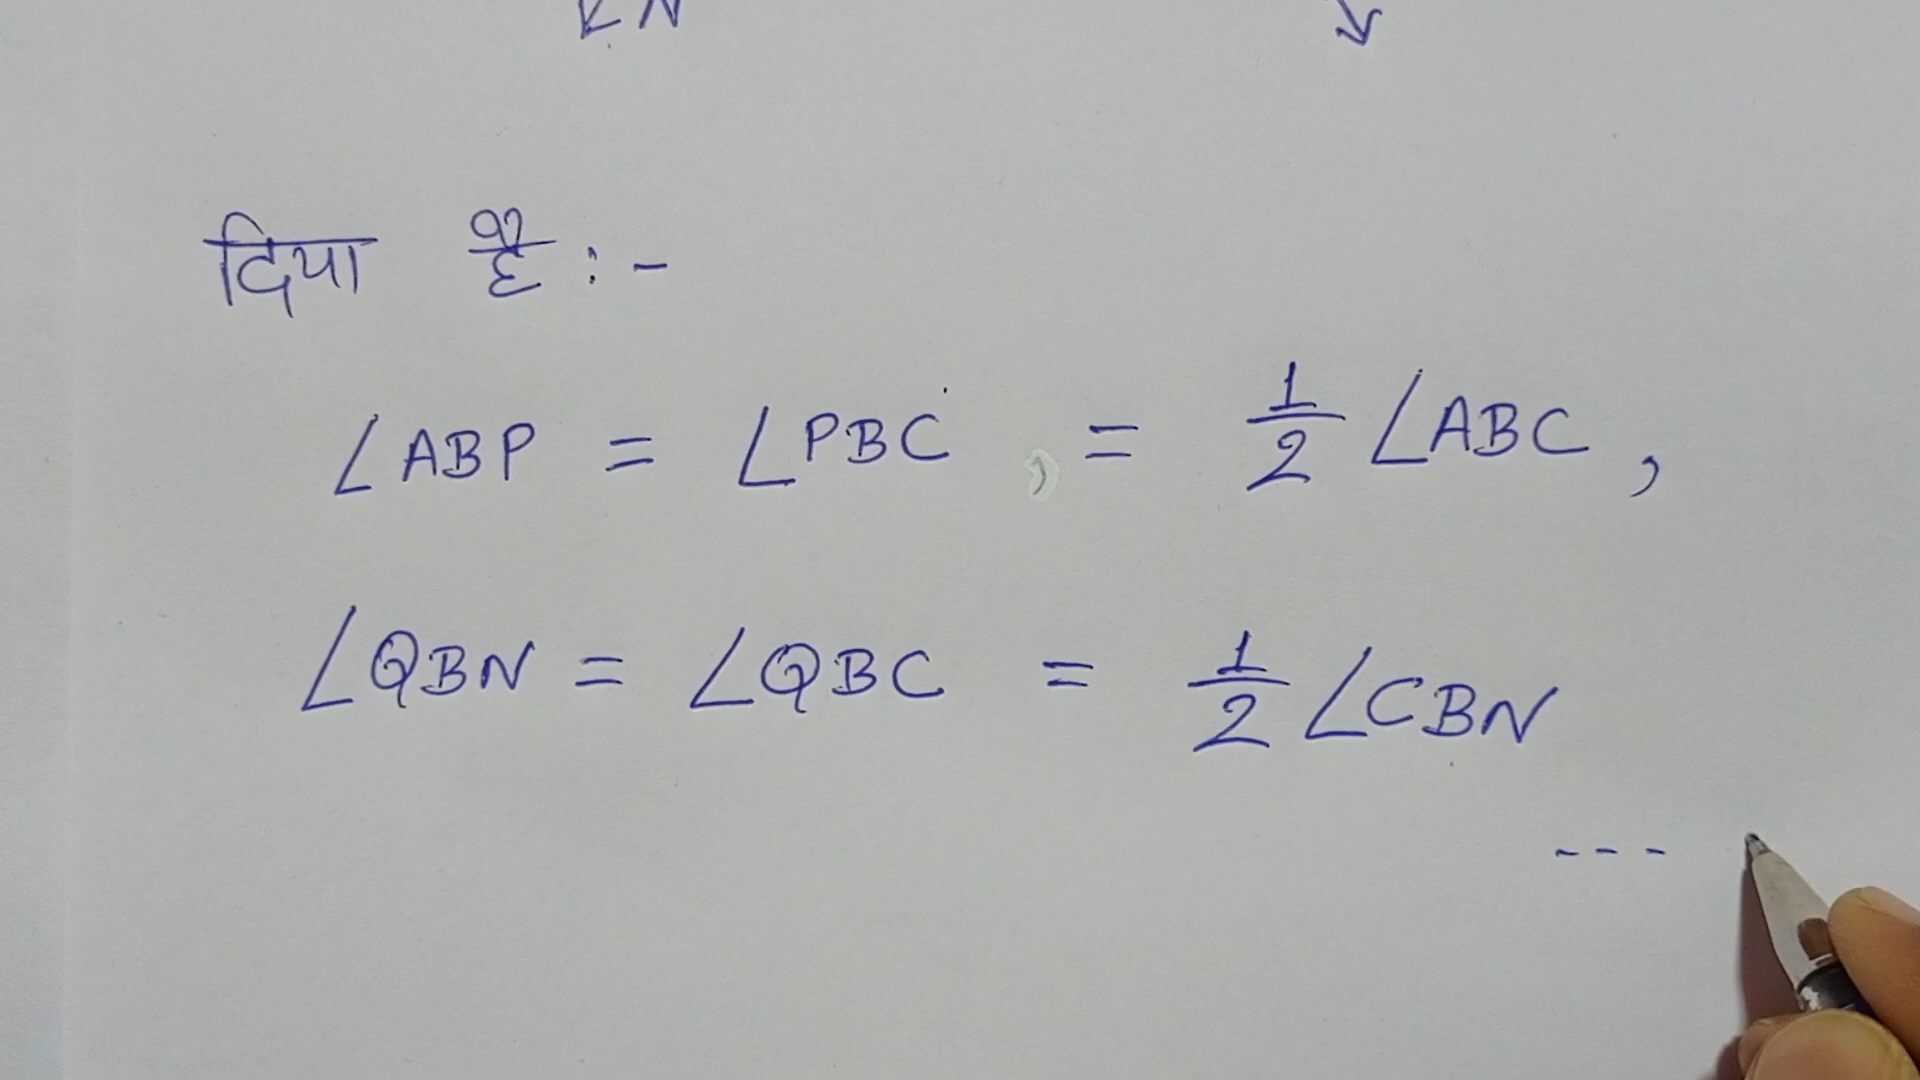 N
दिया है :-
∠ABP = ∠PBC , = 1/2 ∠ABC ,
∠QBN = ∠QBC = 1/2 ∠CBN
---